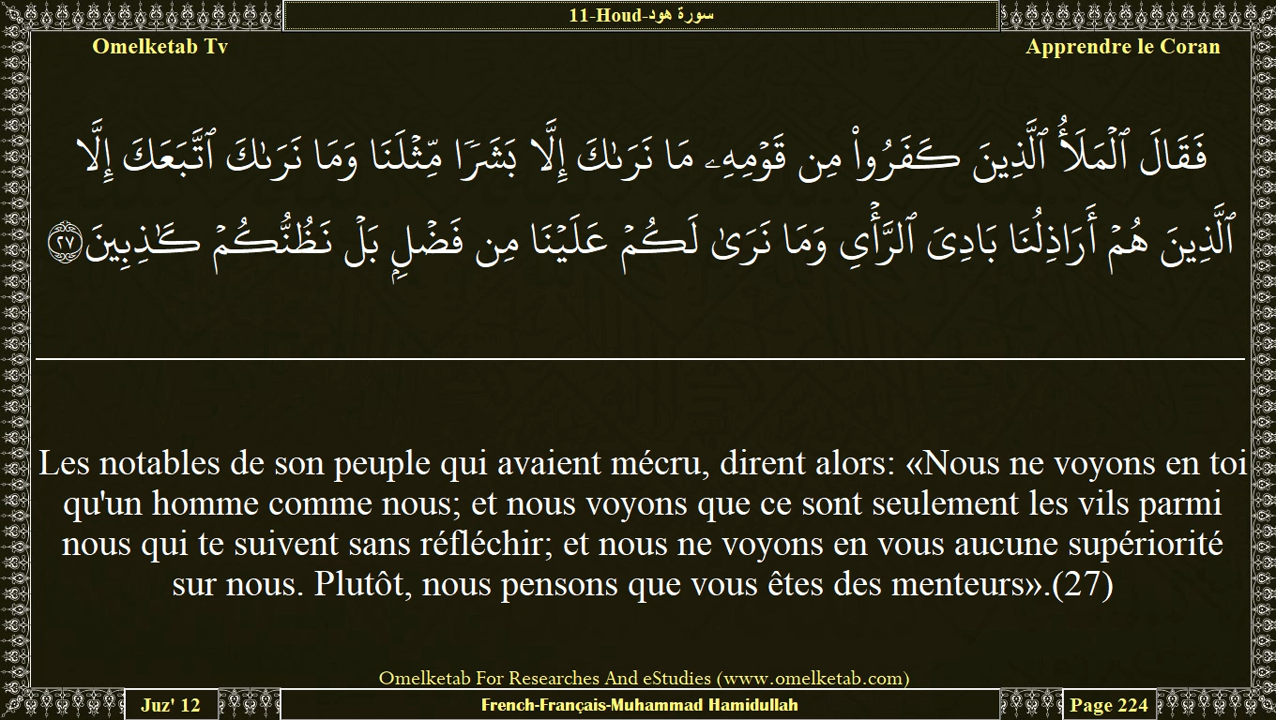 11-Houd-سورة هود
Omelketab Tv
Apprendre le Coran
فَقَالَ ٱلْمَلَأُ ٱلَّذِينَ كَفَرُوا۟ مِن قَوْمِهِۦ مَا نَرَىٰكَ إِلَّا بَشَرًا مِّثْلَنَا وَمَا نَرَىٰكَ ٱتَّبَعَكَ إِلَّا
ٱلَّذِينَ هُمْ أَرَاذِلُنَا بَادِىَ ٱلرَّأْىِ وَمَا نَرَىٰ لَكُمْ عَلَيْنَا مِن فَضْلٍۭ بَلْ نَظُنُّكُمْ كَـٰذِبِينَ ٢٧
Les notables de son peuple qui avaient mécru, dirent alors: «Nous ne voyons en toi
qu'un homme comme nous; et nous voyons que ce sont seulement les vils parmi
nous qui te suivent sans réfléchir; et nous ne voyons en vous aucune supériorité
sur nous. Plutôt, nous pensons que vous êtes des menteurs».(27)
Omelketab For Researches And eStudies (www.omelketab.com)
Juz' 12
French-Français-Muhammad Hamidullah
Page 224